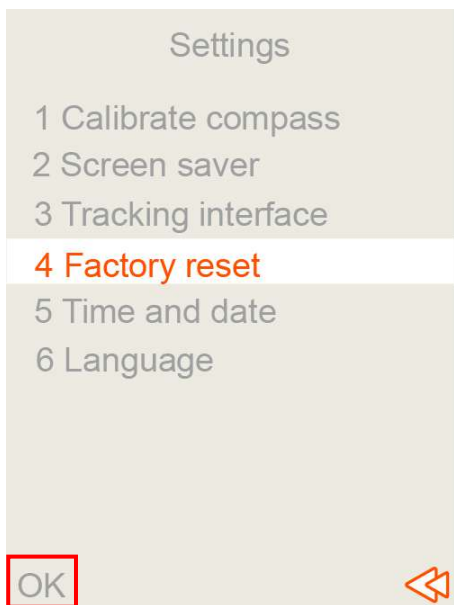 Settings
1 Calibrate compass
2 Screen saver
3 Tracking interface
4 Factory reset
5 Time and date
6 Language
OK